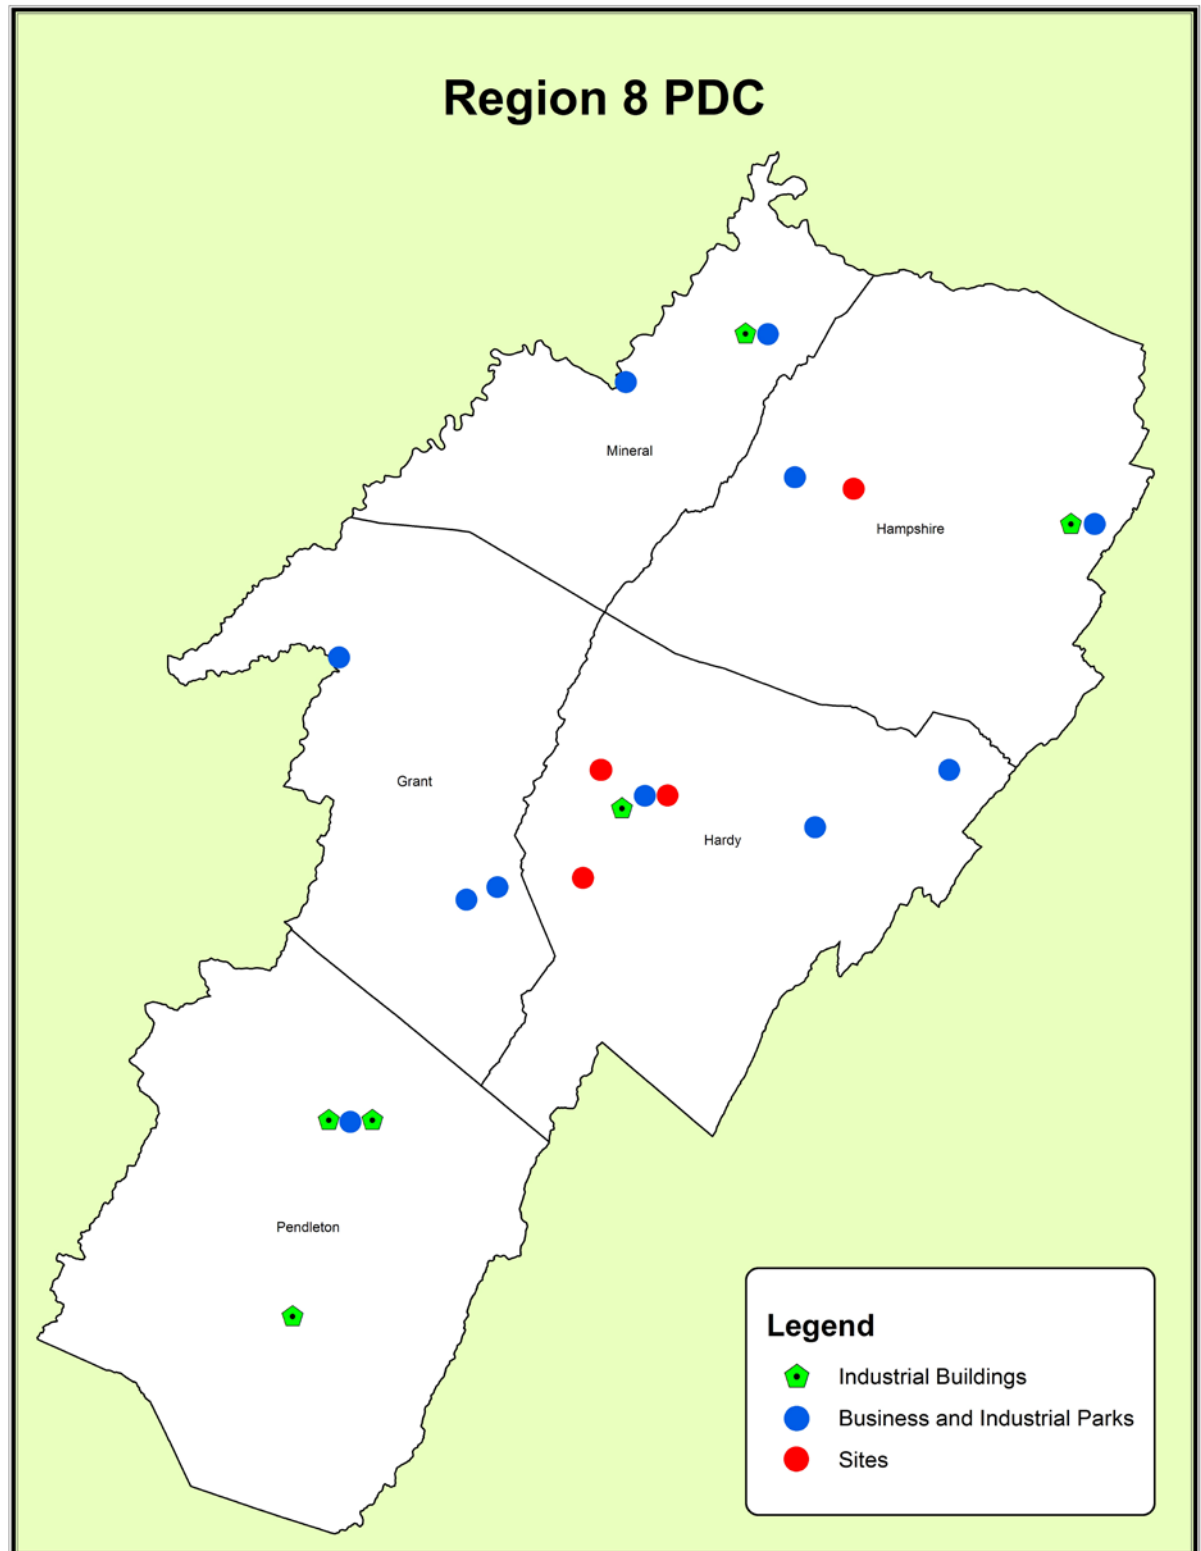 Region 8 PDC
Mineral
Hampshire
Grant
Hardy
Pendleton
Legend
Industrial Buildings
Business and Industrial Parks
Sites